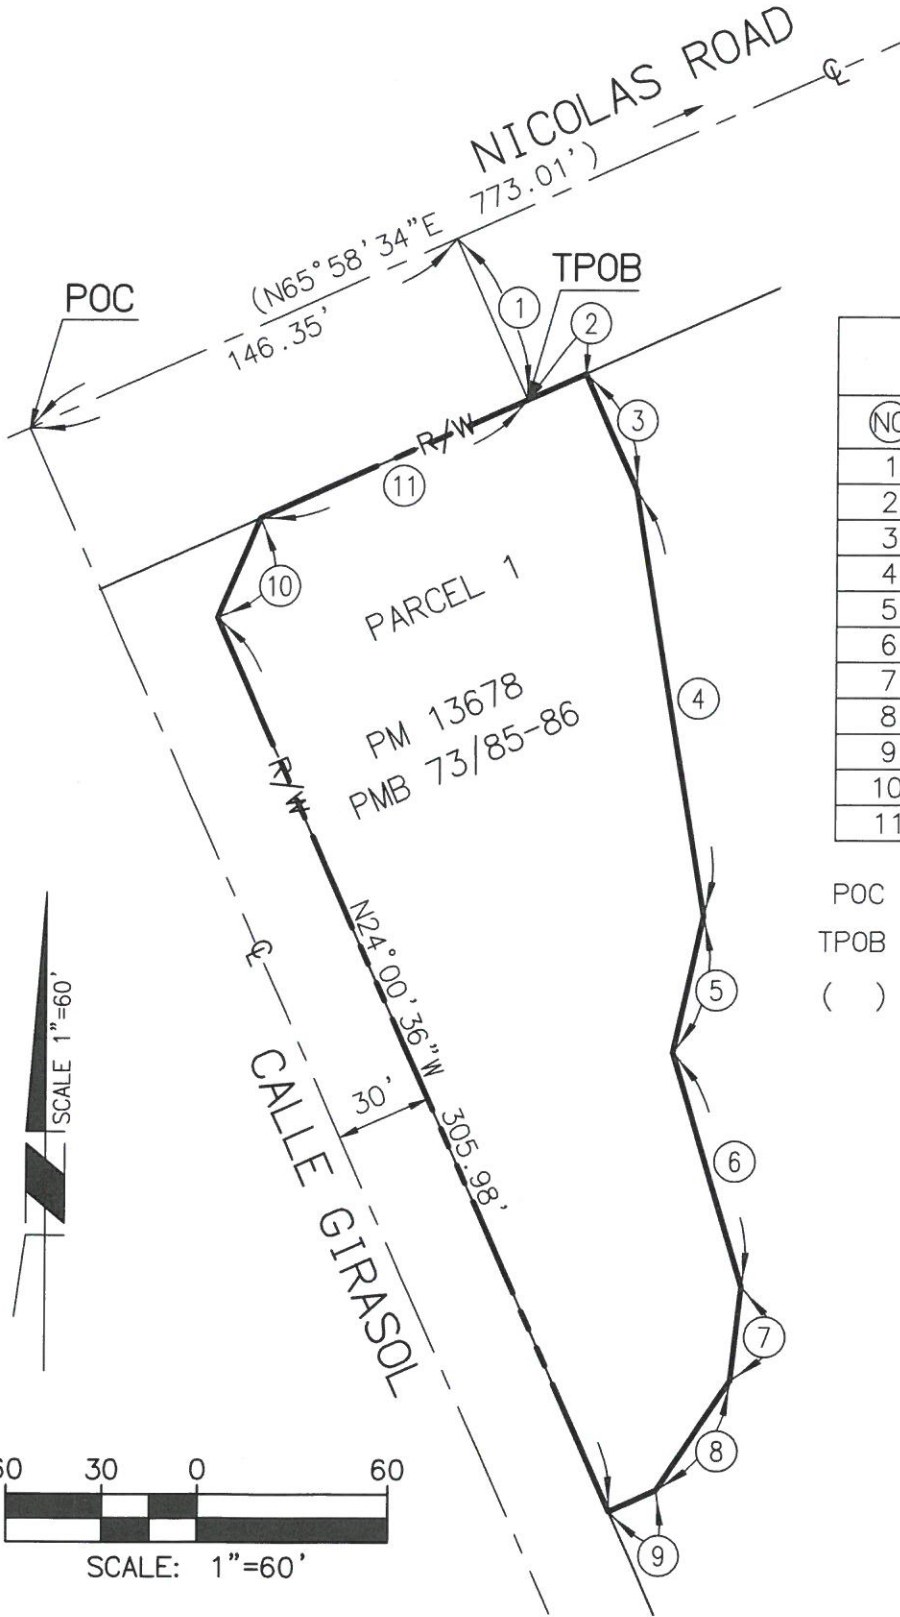 NICOLAS ROAD
℄
(N65°58'34"E 773.01')
146.35'
POC
TPOB
1
2
3
R/W
11
10
PARCEL 1
4
PM 13678
PMB 73/85-86
R/W
N24°00'36"W 305.98'
℄
5
30'
CALLE GIRASOL
6
7
8
9
SCALE 1"=60'
N
30 0 60
SCALE: 1"=60'
1
2
3
4
5
6
7
8
9
10
11
POC
TPOB
( )